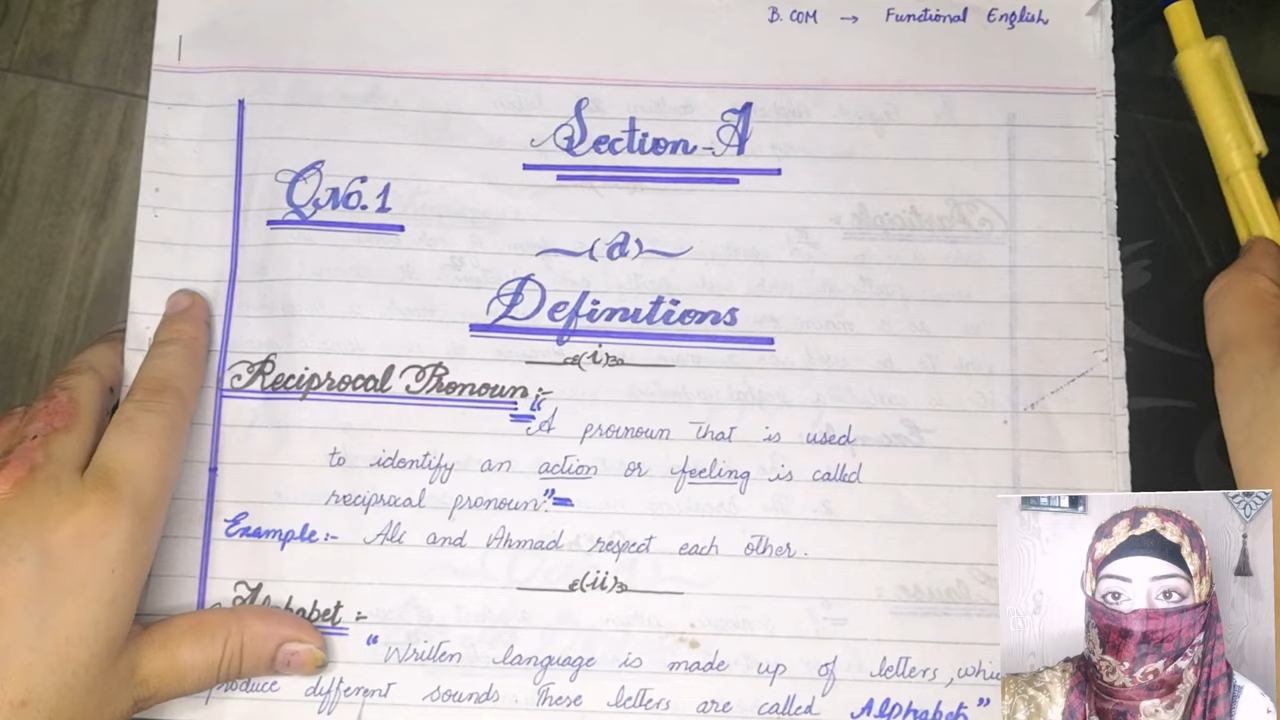 B. COM → Functional English
Section-A
QNo. 1
(a)
Definitions
(i)
Reciprocal Pronoun:-
"A pronoun that is used
to identify an action or feeling is called
reciprocal pronoun."
Example:- Ali and Ahmad respect each other.
(ii)
Alphabet:-
"Written language is made up of letters,
produce different sounds. These letters are called Alphabet"